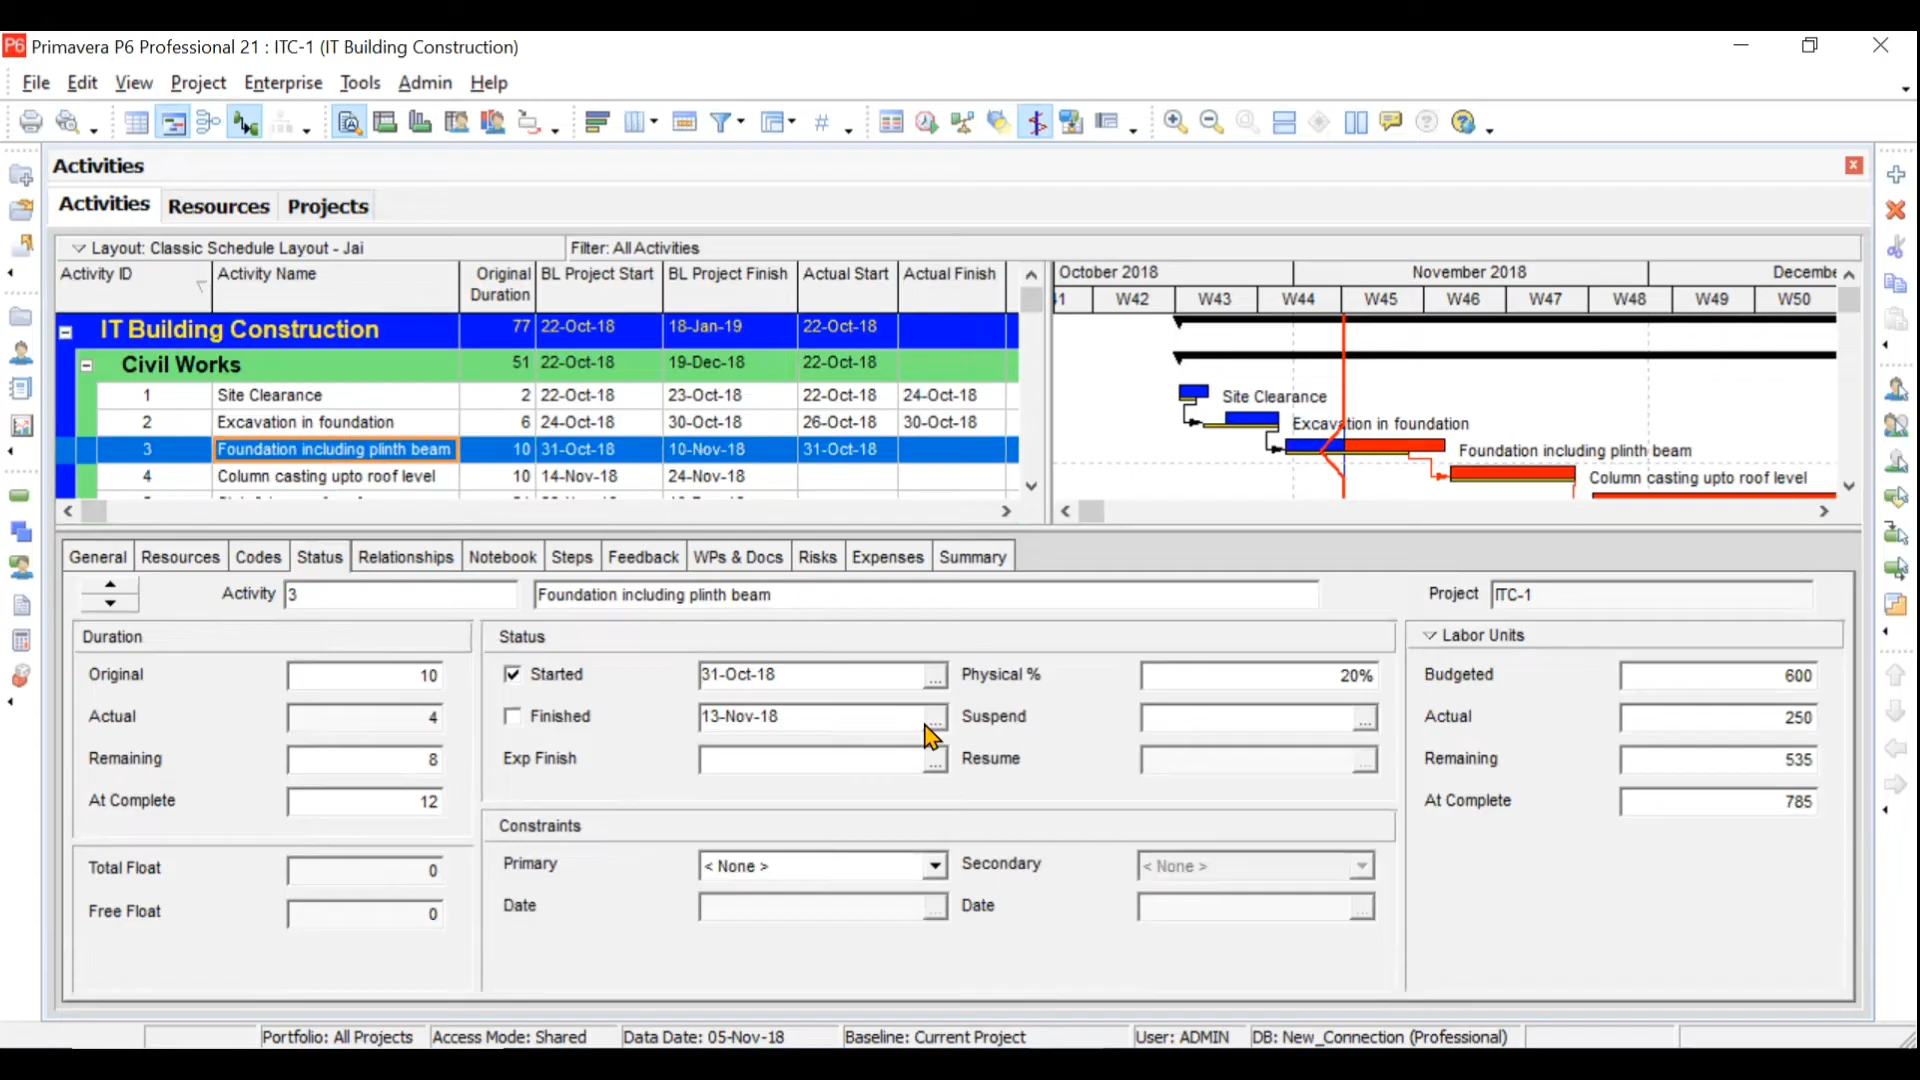 P6 Primavera P6 Professional 21 : ITC-1 (IT Building Construction)
File Edit View Project Enterprise Tools Admin Help
Activities
Activities Resources Projects
Layout: Classic Schedule Layout - Jai Filter: All Activities
Activity ID Activity Name Original Duration BL Project Start BL Project Finish Actual Start Actual Finish
October 2018 November 2018 Decembe
41 W42 W43 W44 W45 W46 W47 W48 W49 W50
IT Building Construction 77 22-Oct-18 18-Jan-19 22-Oct-18
Civil Works 51 22-Oct-18 19-Dec-18 22-Oct-18
1 Site Clearance 2 22-Oct-18 23-Oct-18 22-Oct-18 24-Oct-18 Site Clearance
2 Excavation in foundation 6 24-Oct-18 30-Oct-18 26-Oct-18 30-Oct-18 Excavation in foundation
3 Foundation including plinth beam 10 31-Oct-18 10-Nov-18 31-Oct-18 Foundation including plinth beam
4 Column casting upto roof level 10 14-Nov-18 24-Nov-18 Column casting upto roof level
General Resources Codes Status Relationships Notebook Steps Feedback WPs & Docs Risks Expenses Summary
Activity 3 Foundation including plinth beam Project ITC-1
Duration Status Labor Units
Original 10 Started 31-Oct-18 ... Physical % 20% Budgeted 600
Actual 4 Finished 13-Nov-18 ... Suspend ... Actual 250
Remaining 8 Exp Finish ... Resume ... Remaining 535
At Complete 12 At Complete 785
Constraints
Total Float 0 Primary < None > Secondary < None >
Free Float 0 Date ... Date ...
Portfolio: All Projects Access Mode: Shared Data Date: 05-Nov-18 Baseline: Current Project User: ADMIN DB: New_Connection (Professional)